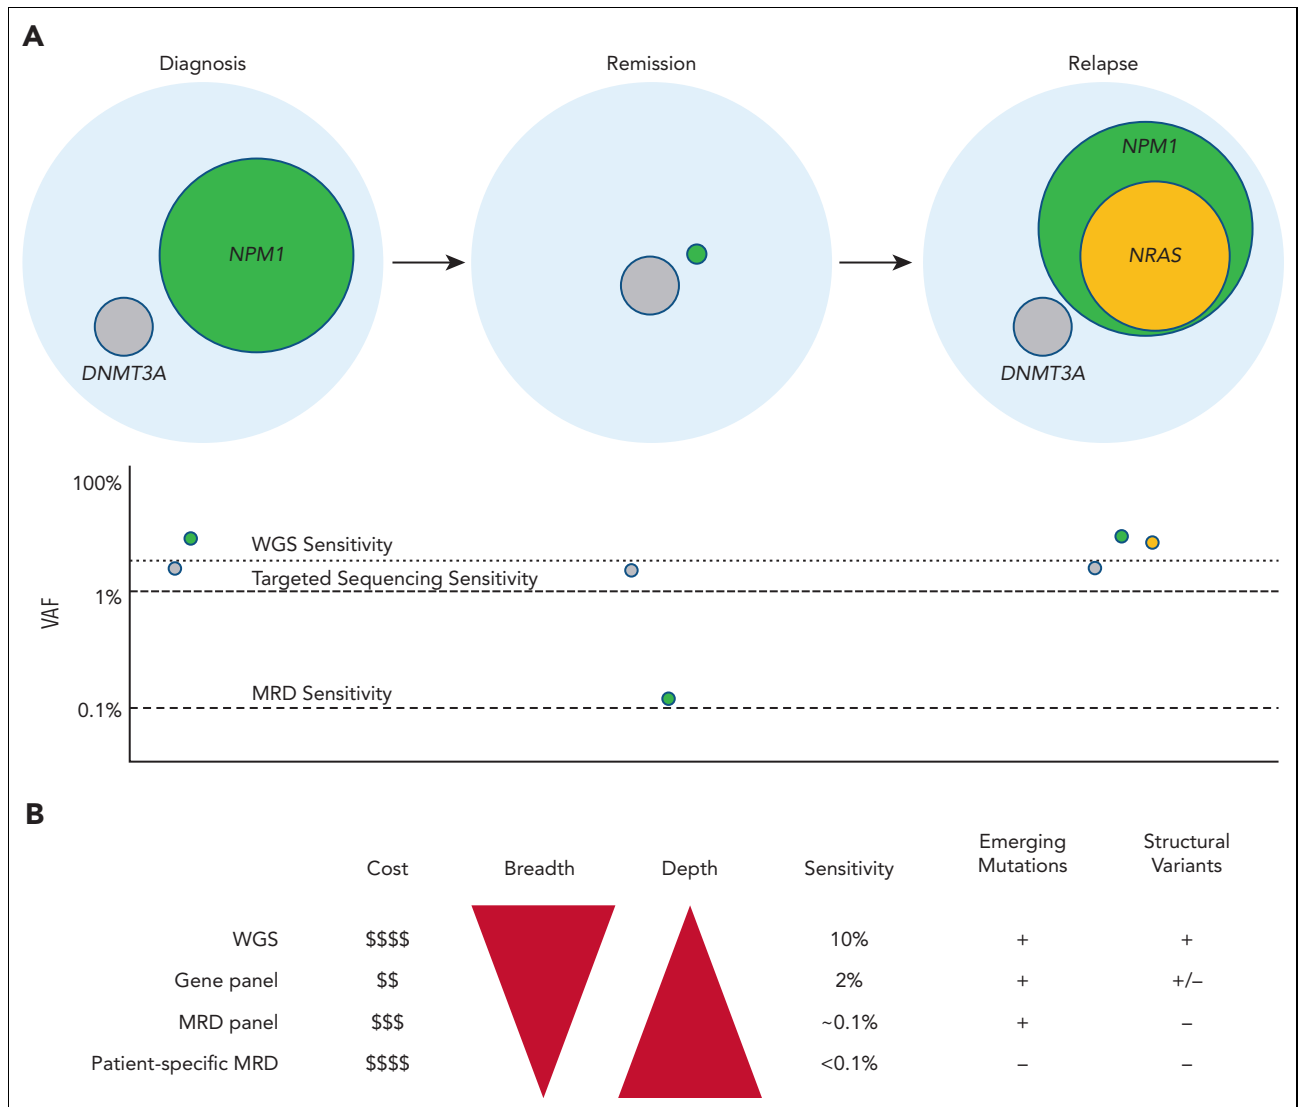 A
Diagnosis
Remission
Relapse
NPM1
DNMT3A
NPM1
NRAS
DNMT3A
100%
WGS Sensitivity
Targeted Sequencing Sensitivity
1%
VAF
MRD Sensitivity
0.1%
B
Cost Breadth Depth Sensitivity Emerging Mutations Structural Variants
WGS $$$$ 10% + +
Gene panel $$ 2% + +/–
MRD panel $$$ ~0.1% + –
Patient-specific MRD $$$$ <0.1% – –